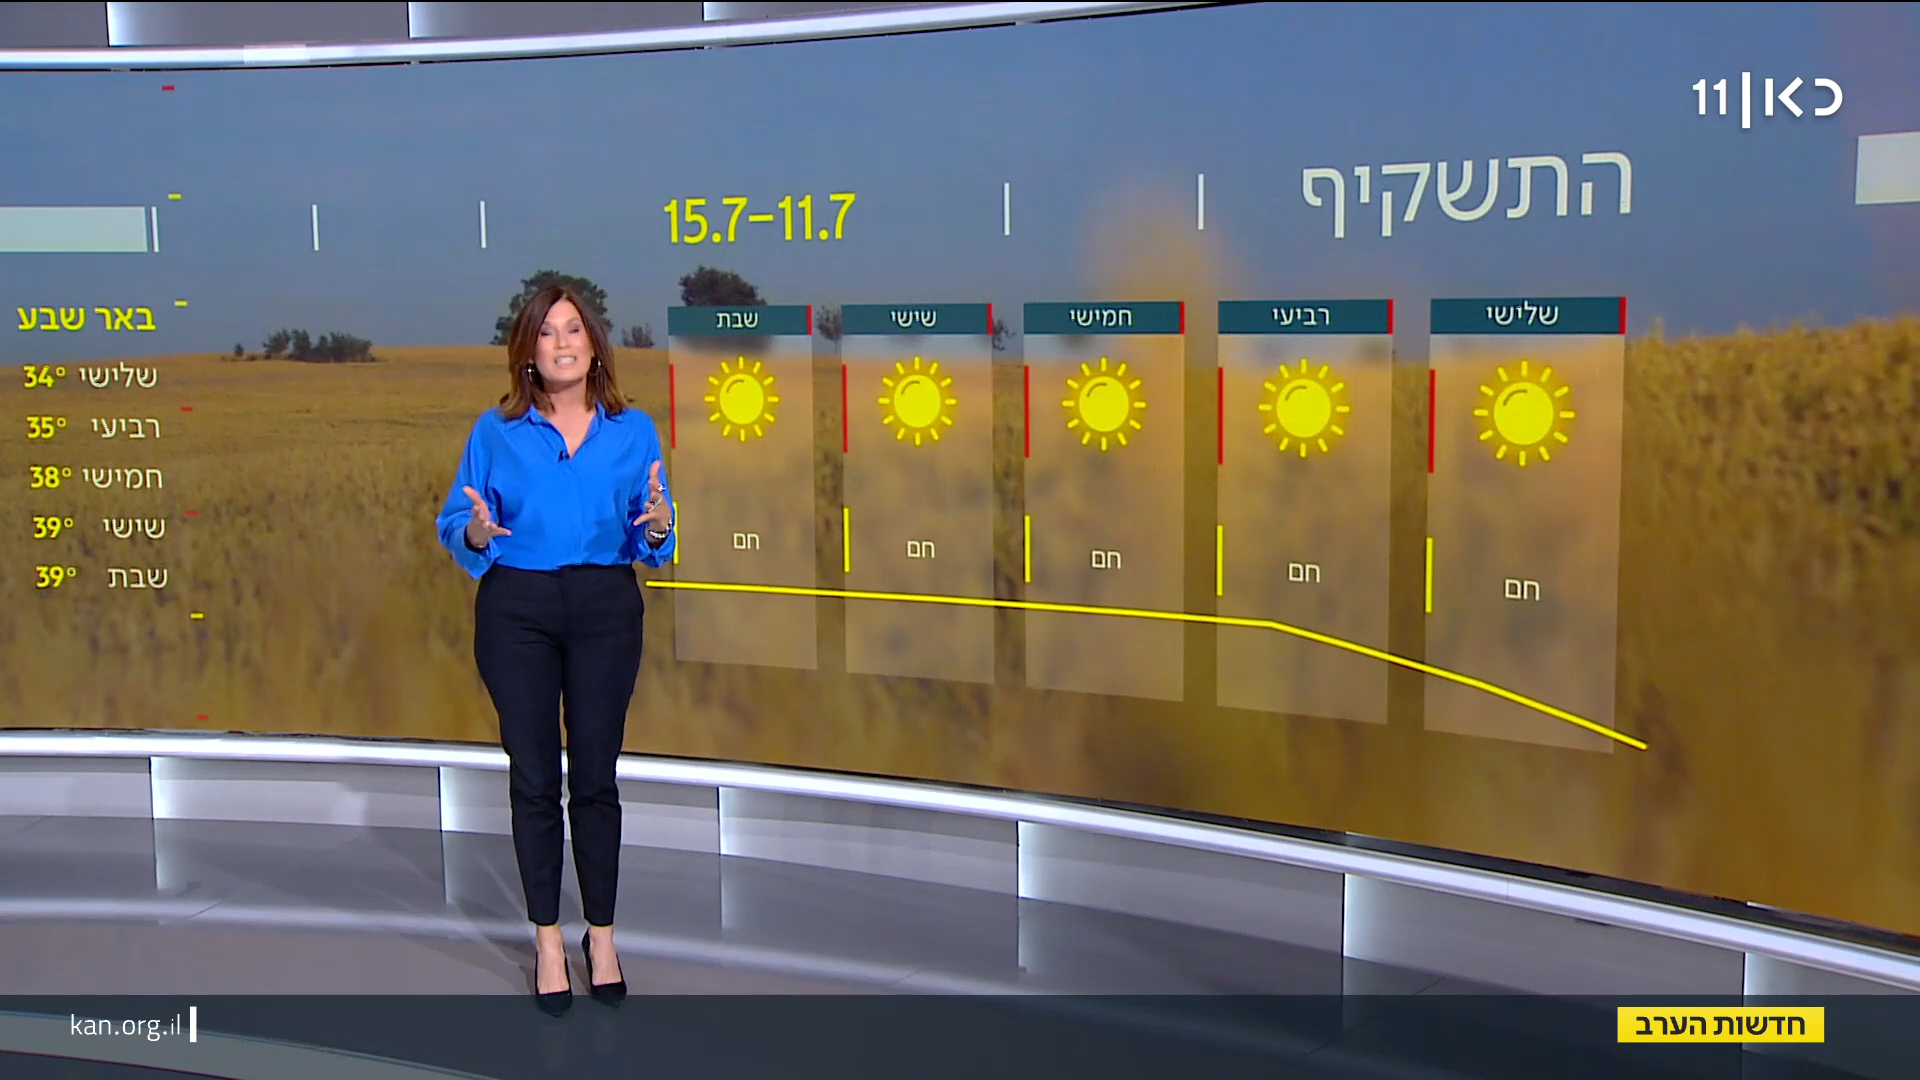 כאן 11
התשקיף
15.7-11.7
שלישי
רביעי
חמישי
שישי
שבת
חם
חם
חם
חם
חם
באר שבע
שלישי 34°
רביעי 35°
חמישי 38°
שישי 39°
שבת 39°
חדשות הערב
kan.org.il